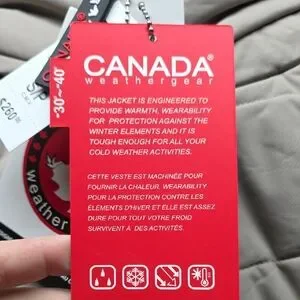 CANADA®
weathergear
30°-40°
THIS JACKET IS ENGINEERED TO
PROVIDE WARMTH, WEARABILITY
FOR PROTECTION AGAINST THE
WINTER ELEMENTS AND IT IS
TOUGH ENOUGH FOR ALL YOUR
COLD WEATHER ACTIVITIES.
CETTE VESTE EST MACHINÉE POUR
FOURNIR LA CHALEUR, WEARABILITY
POUR LA PROTECTION CONTRE LES
ÉLÉMENTS D'HIVER ET ELLE EST ASSEZ
DURE POUR TOUT VOTRE FROID
SURVIVENT À DES ACTIVITÉS.
$260
weather